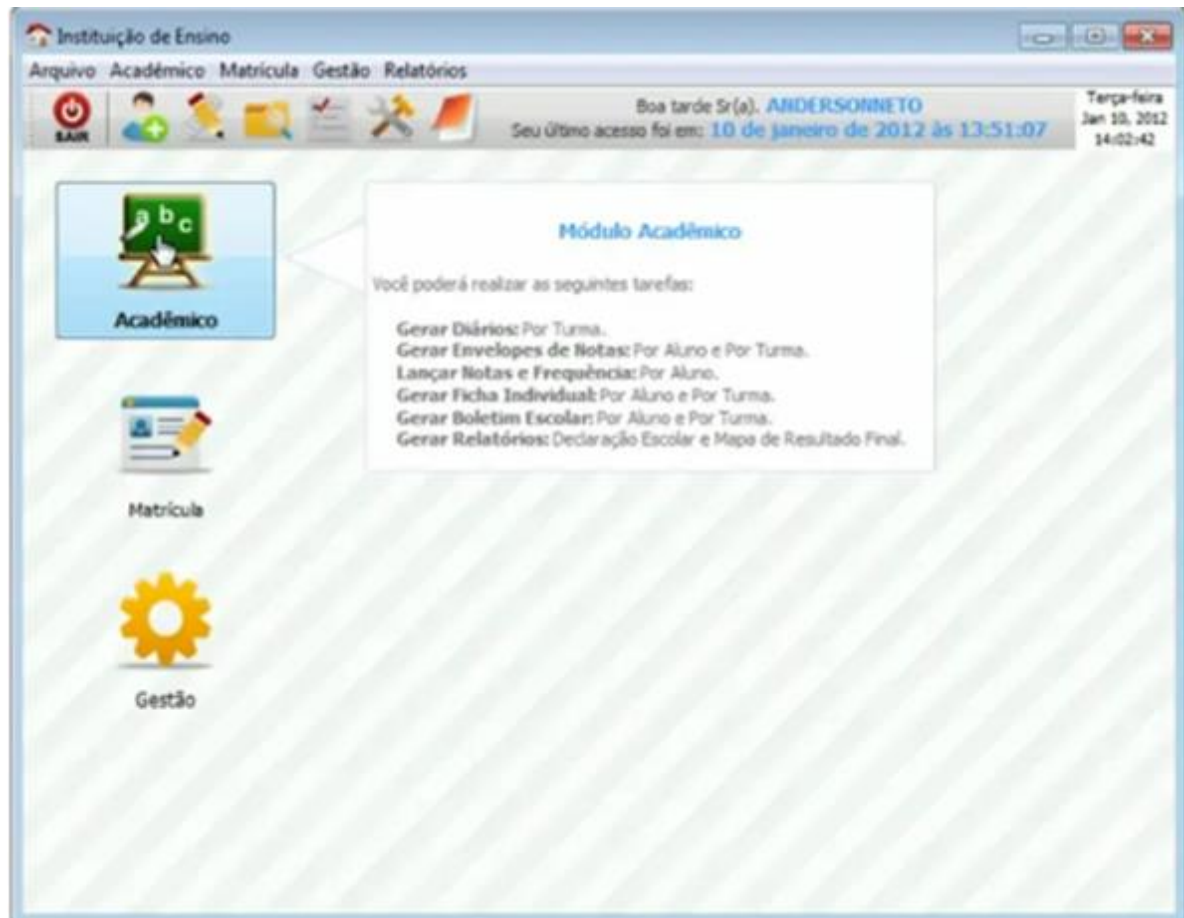 Instituição de Ensino
Arquivo Acadêmico Matrícula Gestão Relatórios
SAIR
Boa tarde Sr(a). ANDERSONNETO
Seu último acesso foi em: 10 de janeiro de 2012 às 13:51:07
Terça-feira
Jan 10, 2012
14:02:42
a b c
Acadêmico
Módulo Acadêmico
Você poderá realizar as seguintes tarefas:
Gerar Diários: Por Turma.
Gerar Envelopes de Notas: Por Aluno e Por Turma.
Lançar Notas e Frequência: Por Aluno.
Gerar Ficha Individual: Por Aluno e Por Turma.
Gerar Boletim Escolar: Por Aluno e Por Turma.
Gerar Relatórios: Declaração Escolar e Mapa de Resultado Final.
Matrícula
Gestão